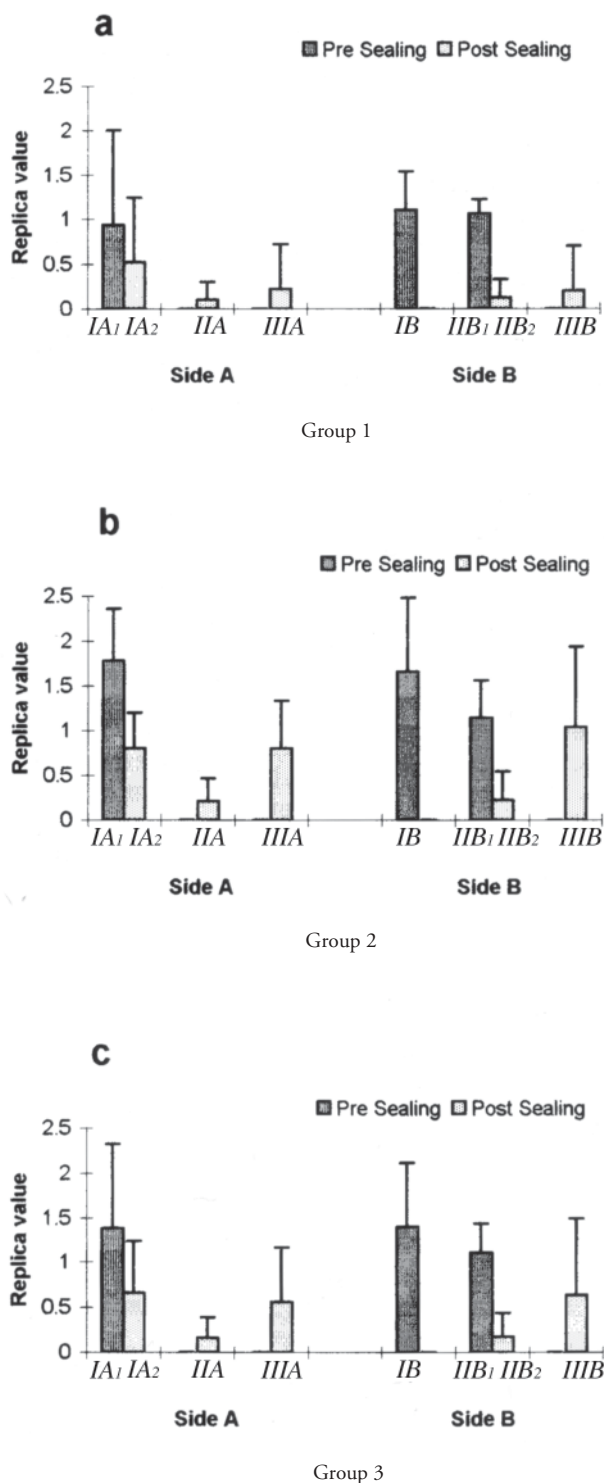 a
Pre Sealing Post Sealing
2.5
2
1.5
1
0.5
0
Replica value
IA1 IA2 IIA IIIA IB IIB1 IIB2 IIIB
Side A Side B
Group 1
b
Pre Sealing Post Sealing
2.5
2
1.5
1
0.5
0
Replica value
IA1 IA2 IIA IIIA IB IIB1 IIB2 IIIB
Side A Side B
Group 2
c
Pre Sealing Post Sealing
2.5
2
1.5
1
0.5
0
Replica value
IA1 IA2 IIA IIIA IB IIB1 IIB2 IIIB
Side A Side B
Group 3